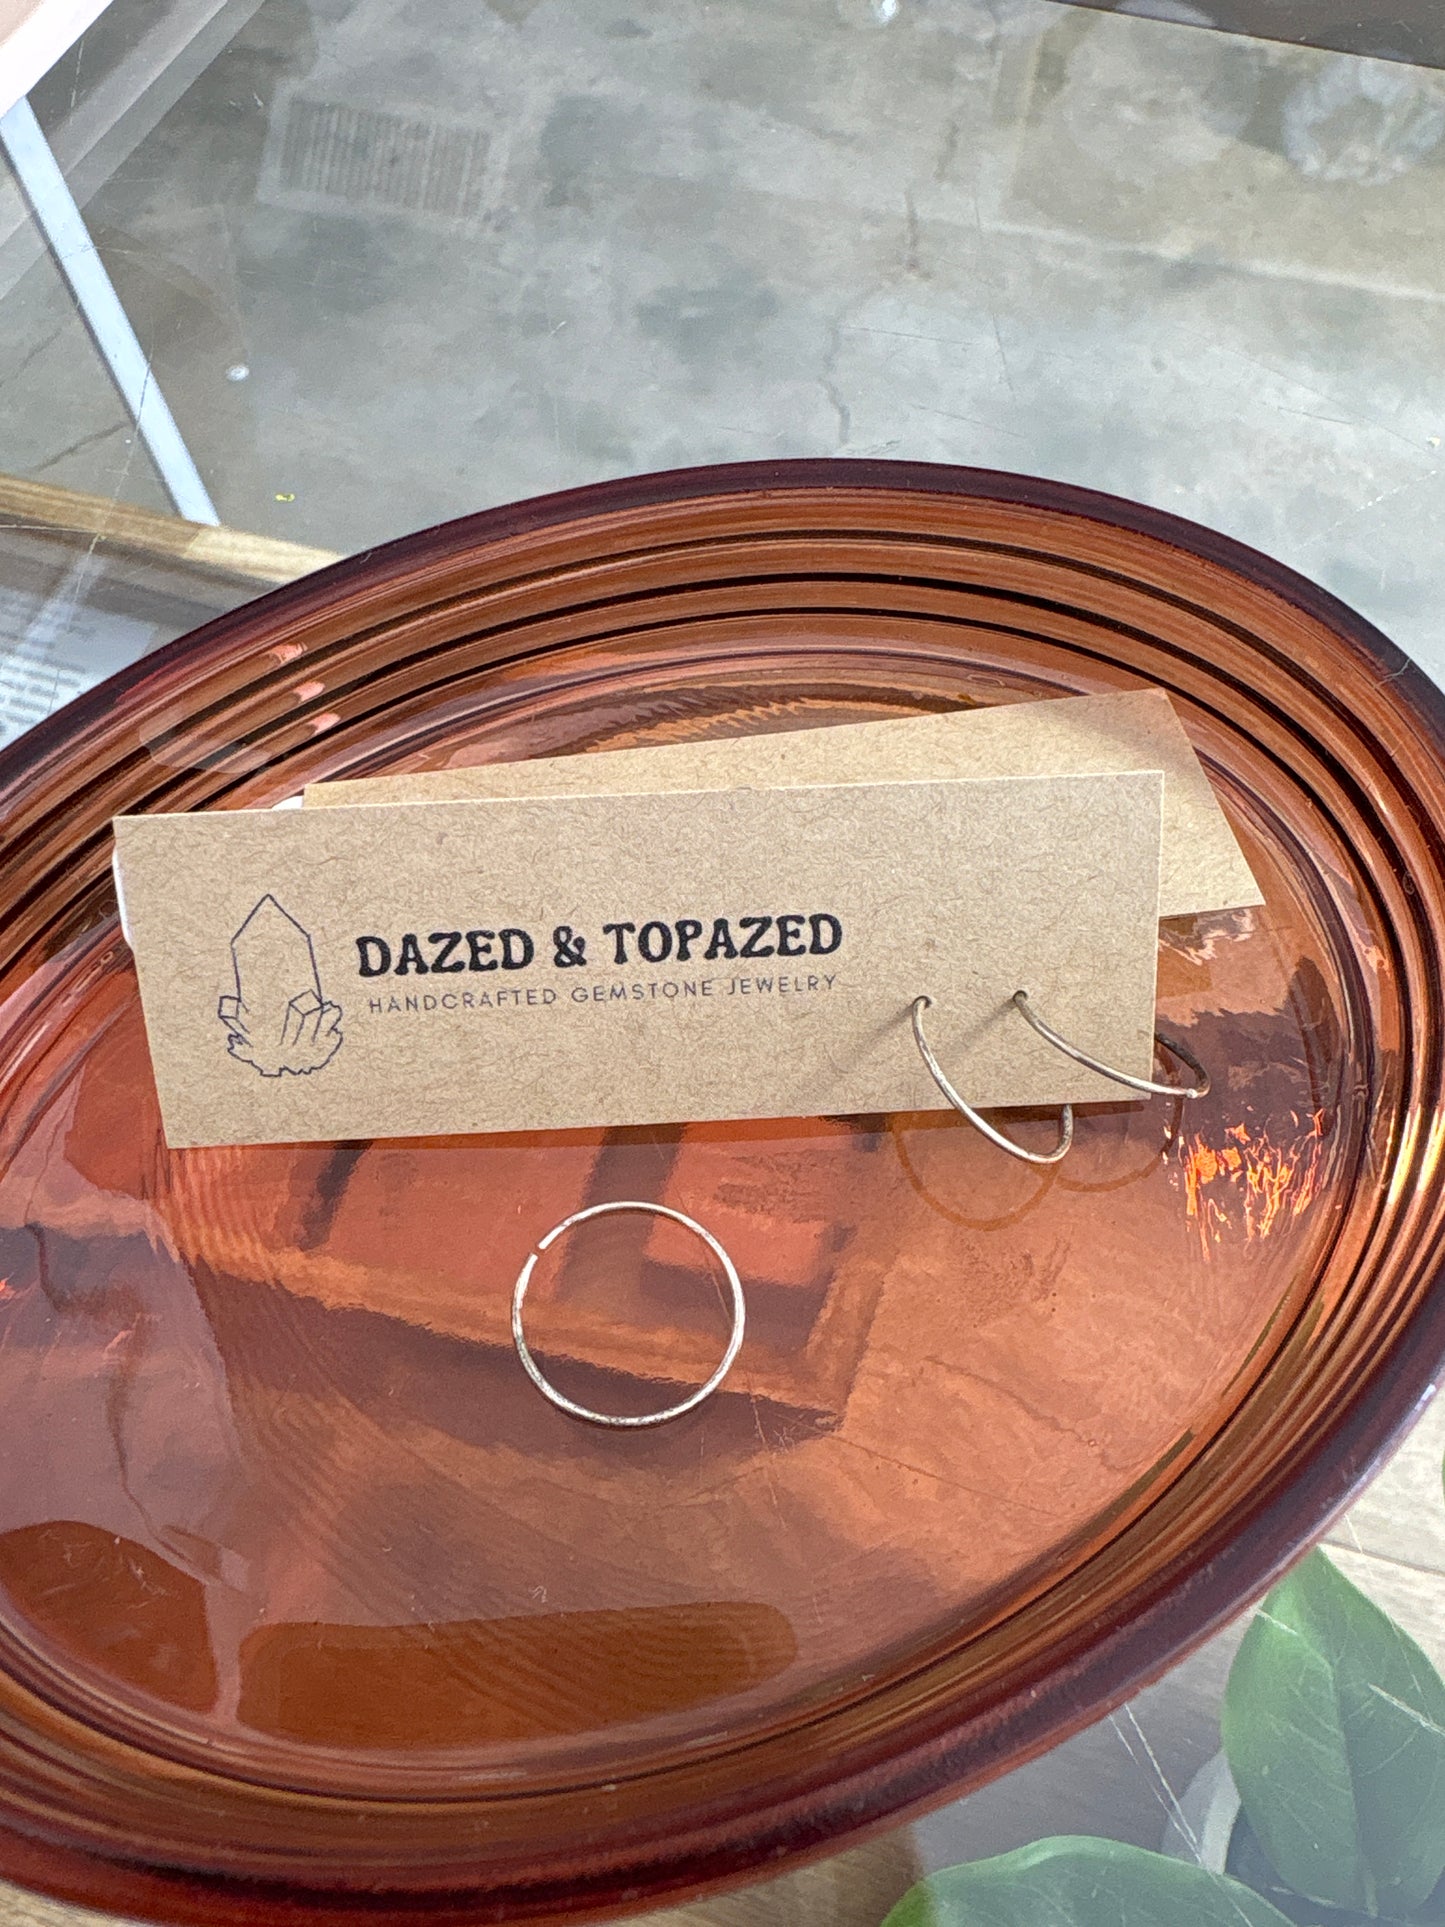 DAZED & TOPAZED
HANDCRAFTED GEMSTONE JEWELRY